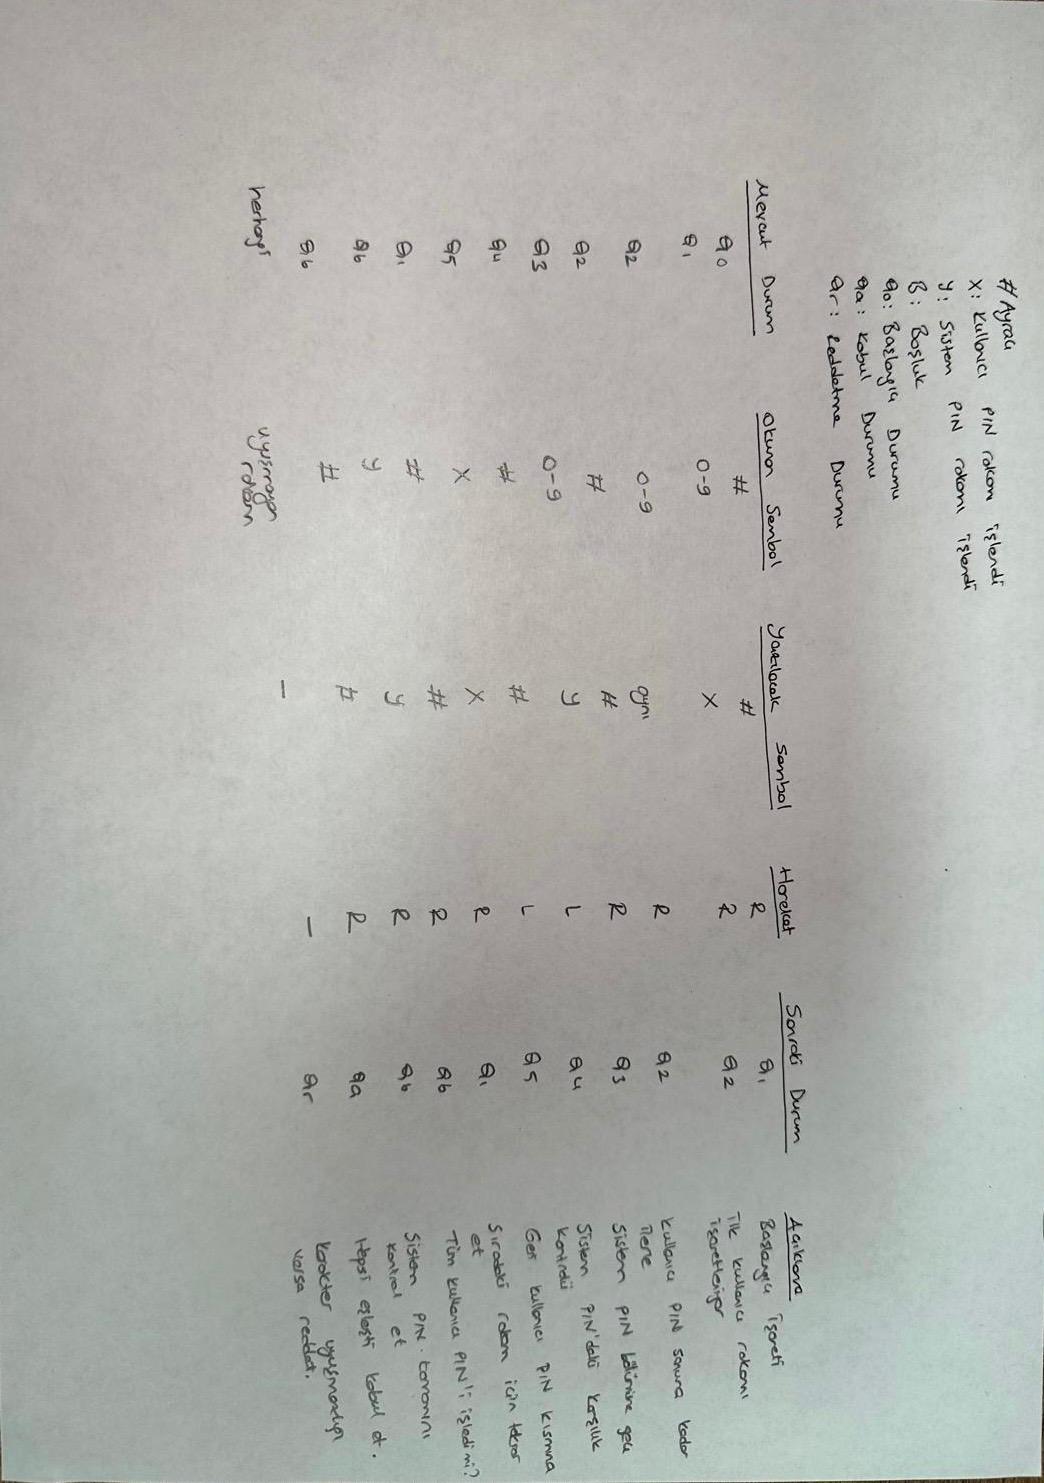 # Ayracı
X: Kullanıcı PIN rakamı işlendi
y: Sistem PIN rakamı işlendi
B: Boşluk
q0: Başlangıç Durumu
qa: Kabul Durumu
qr: Reddetme Durumu
Mevcut Durum Okunan Sembol Yazılacak Sembol Hareket Sonraki Durum Açıklama
q0 # # R q1 Başlangıç işareti
q1 0-9 X R q2 ilk kullanıcı rakamı işaretleniyor
q2 0-9 aynı R q2 Kullanıcı PIN sonuna kadar ilerle
q2 # # R q3 Sistem PIN bölümüne geç
q3 0-9 y L q4 Sistem PIN'deki karşılık kontrolü
q4 # # L q5 Geri kullanıcı PIN kısmına
q5 X X R q1 Sıradaki rakam için tekrar et
q1 # # R q6 Tüm kullanıcı PIN'i işledi mi?
q6 y y R q6 Sistem PIN tamamını kontrol et
q6 # # R qa Hepsi eşleşti kabul et.
herhangi uyuşmayan rakam — — qr Karakter uyuşmazlığı varsa reddet.